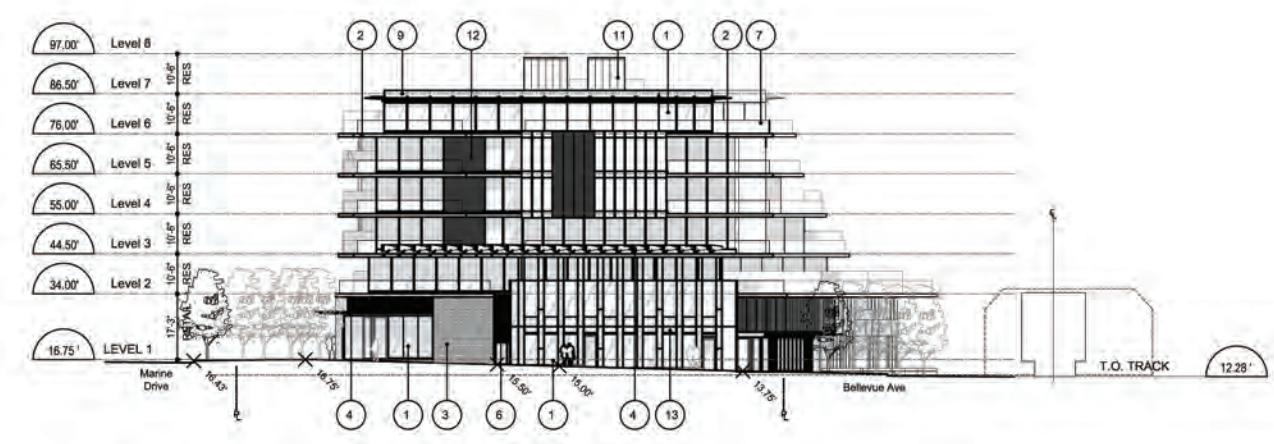 2 9 12 11 1 2 7
97.00' Level 8
10'-6" RES
86.50' Level 7
10'-6" RES
76.00' Level 6
10'-6" RES
65.50' Level 5
10'-6" RES
55.00' Level 4
10'-6" RES
44.50' Level 3
10'-6" RES
34.00' Level 2
17'-3" RETAIL
16.75' LEVEL 1
T.O. TRACK 12.28'
Marine
Drive
16.43' 16.75' 15.50' 15.00' 13.75'
Bellevue Ave
4 1 3 6 1 4 13